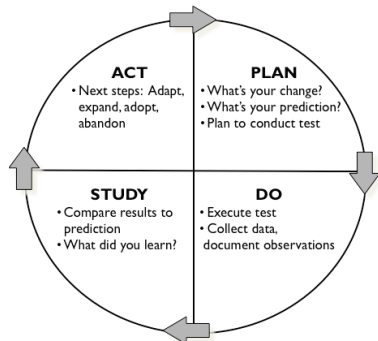 ACT
• Next steps: Adapt,
expand, adopt,
abandon
PLAN
• What's your change?
• What's your prediction?
• Plan to conduct test
STUDY
• Compare results to
prediction
• What did you learn?
DO
• Execute test
• Collect data,
document observations